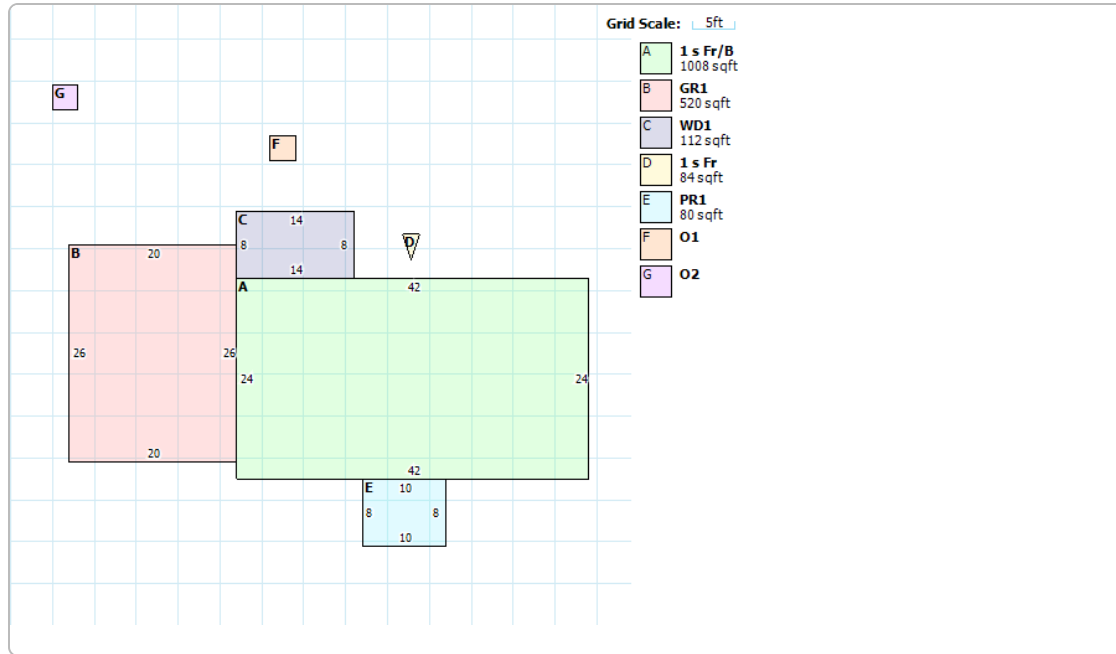 Grid Scale: 5ft
A 1 s Fr/B
1008 sqft
B GR1
520 sqft
C WD1
112 sqft
D 1 s Fr
84 sqft
E PR1
80 sqft
F O1
G O2
G
F
C 14
8 8
14
D
B 20
26 26
20
A 42
24 24
42
E 10
8 8
10